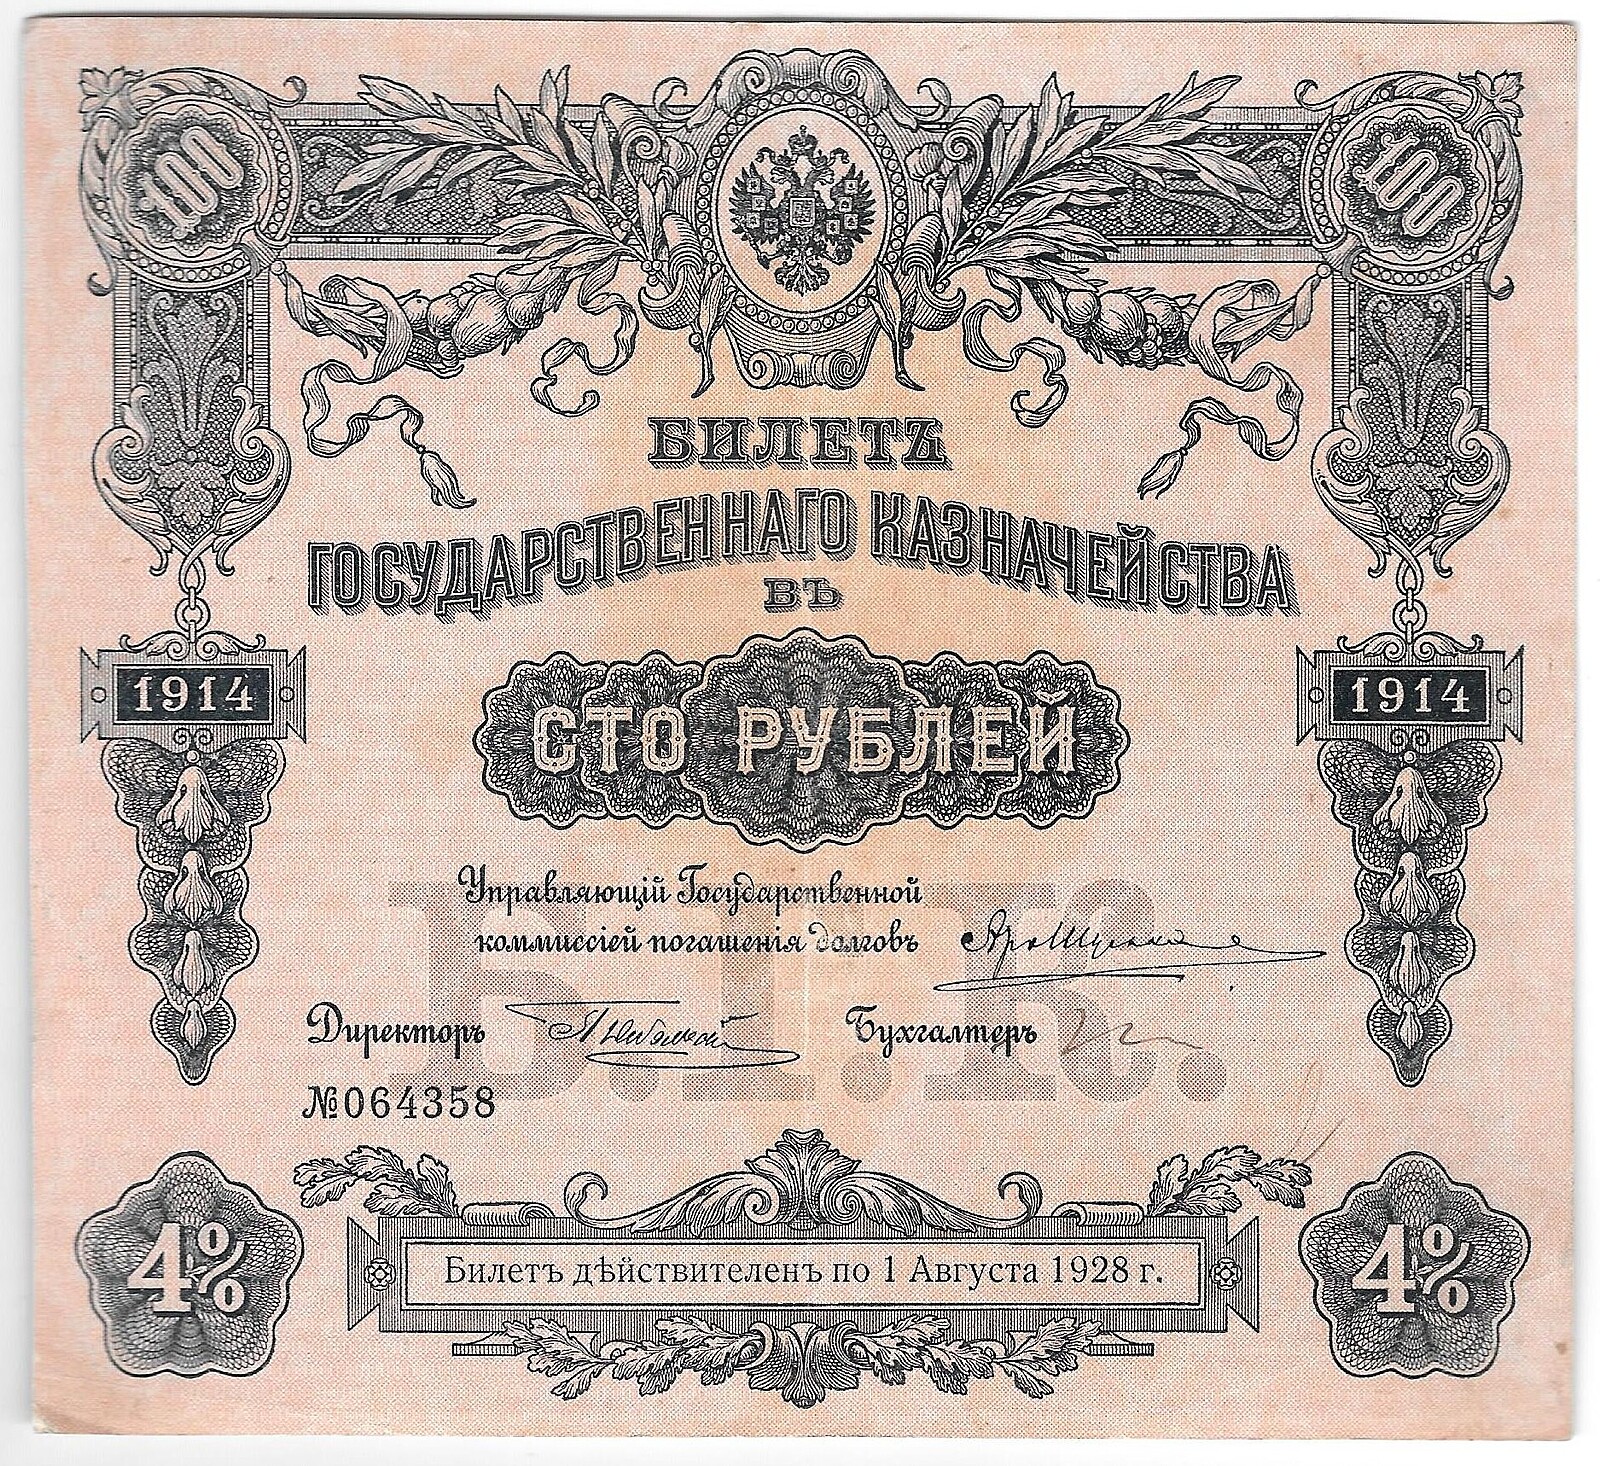 100 100
БИЛЕТЪ
ГОСУДАРСТВЕННАГО КАЗНАЧЕЙСТВА
ВЪ
1914 1914
СТО РУБЛЕЙ
Управляющій Государственной
коммиссіей погашенія долговъ
Б.Г.К.
Директоръ Бухгалтеръ
№064358
4% 4%
Билетъ дѣйствителенъ по 1 Августа 1928 г.